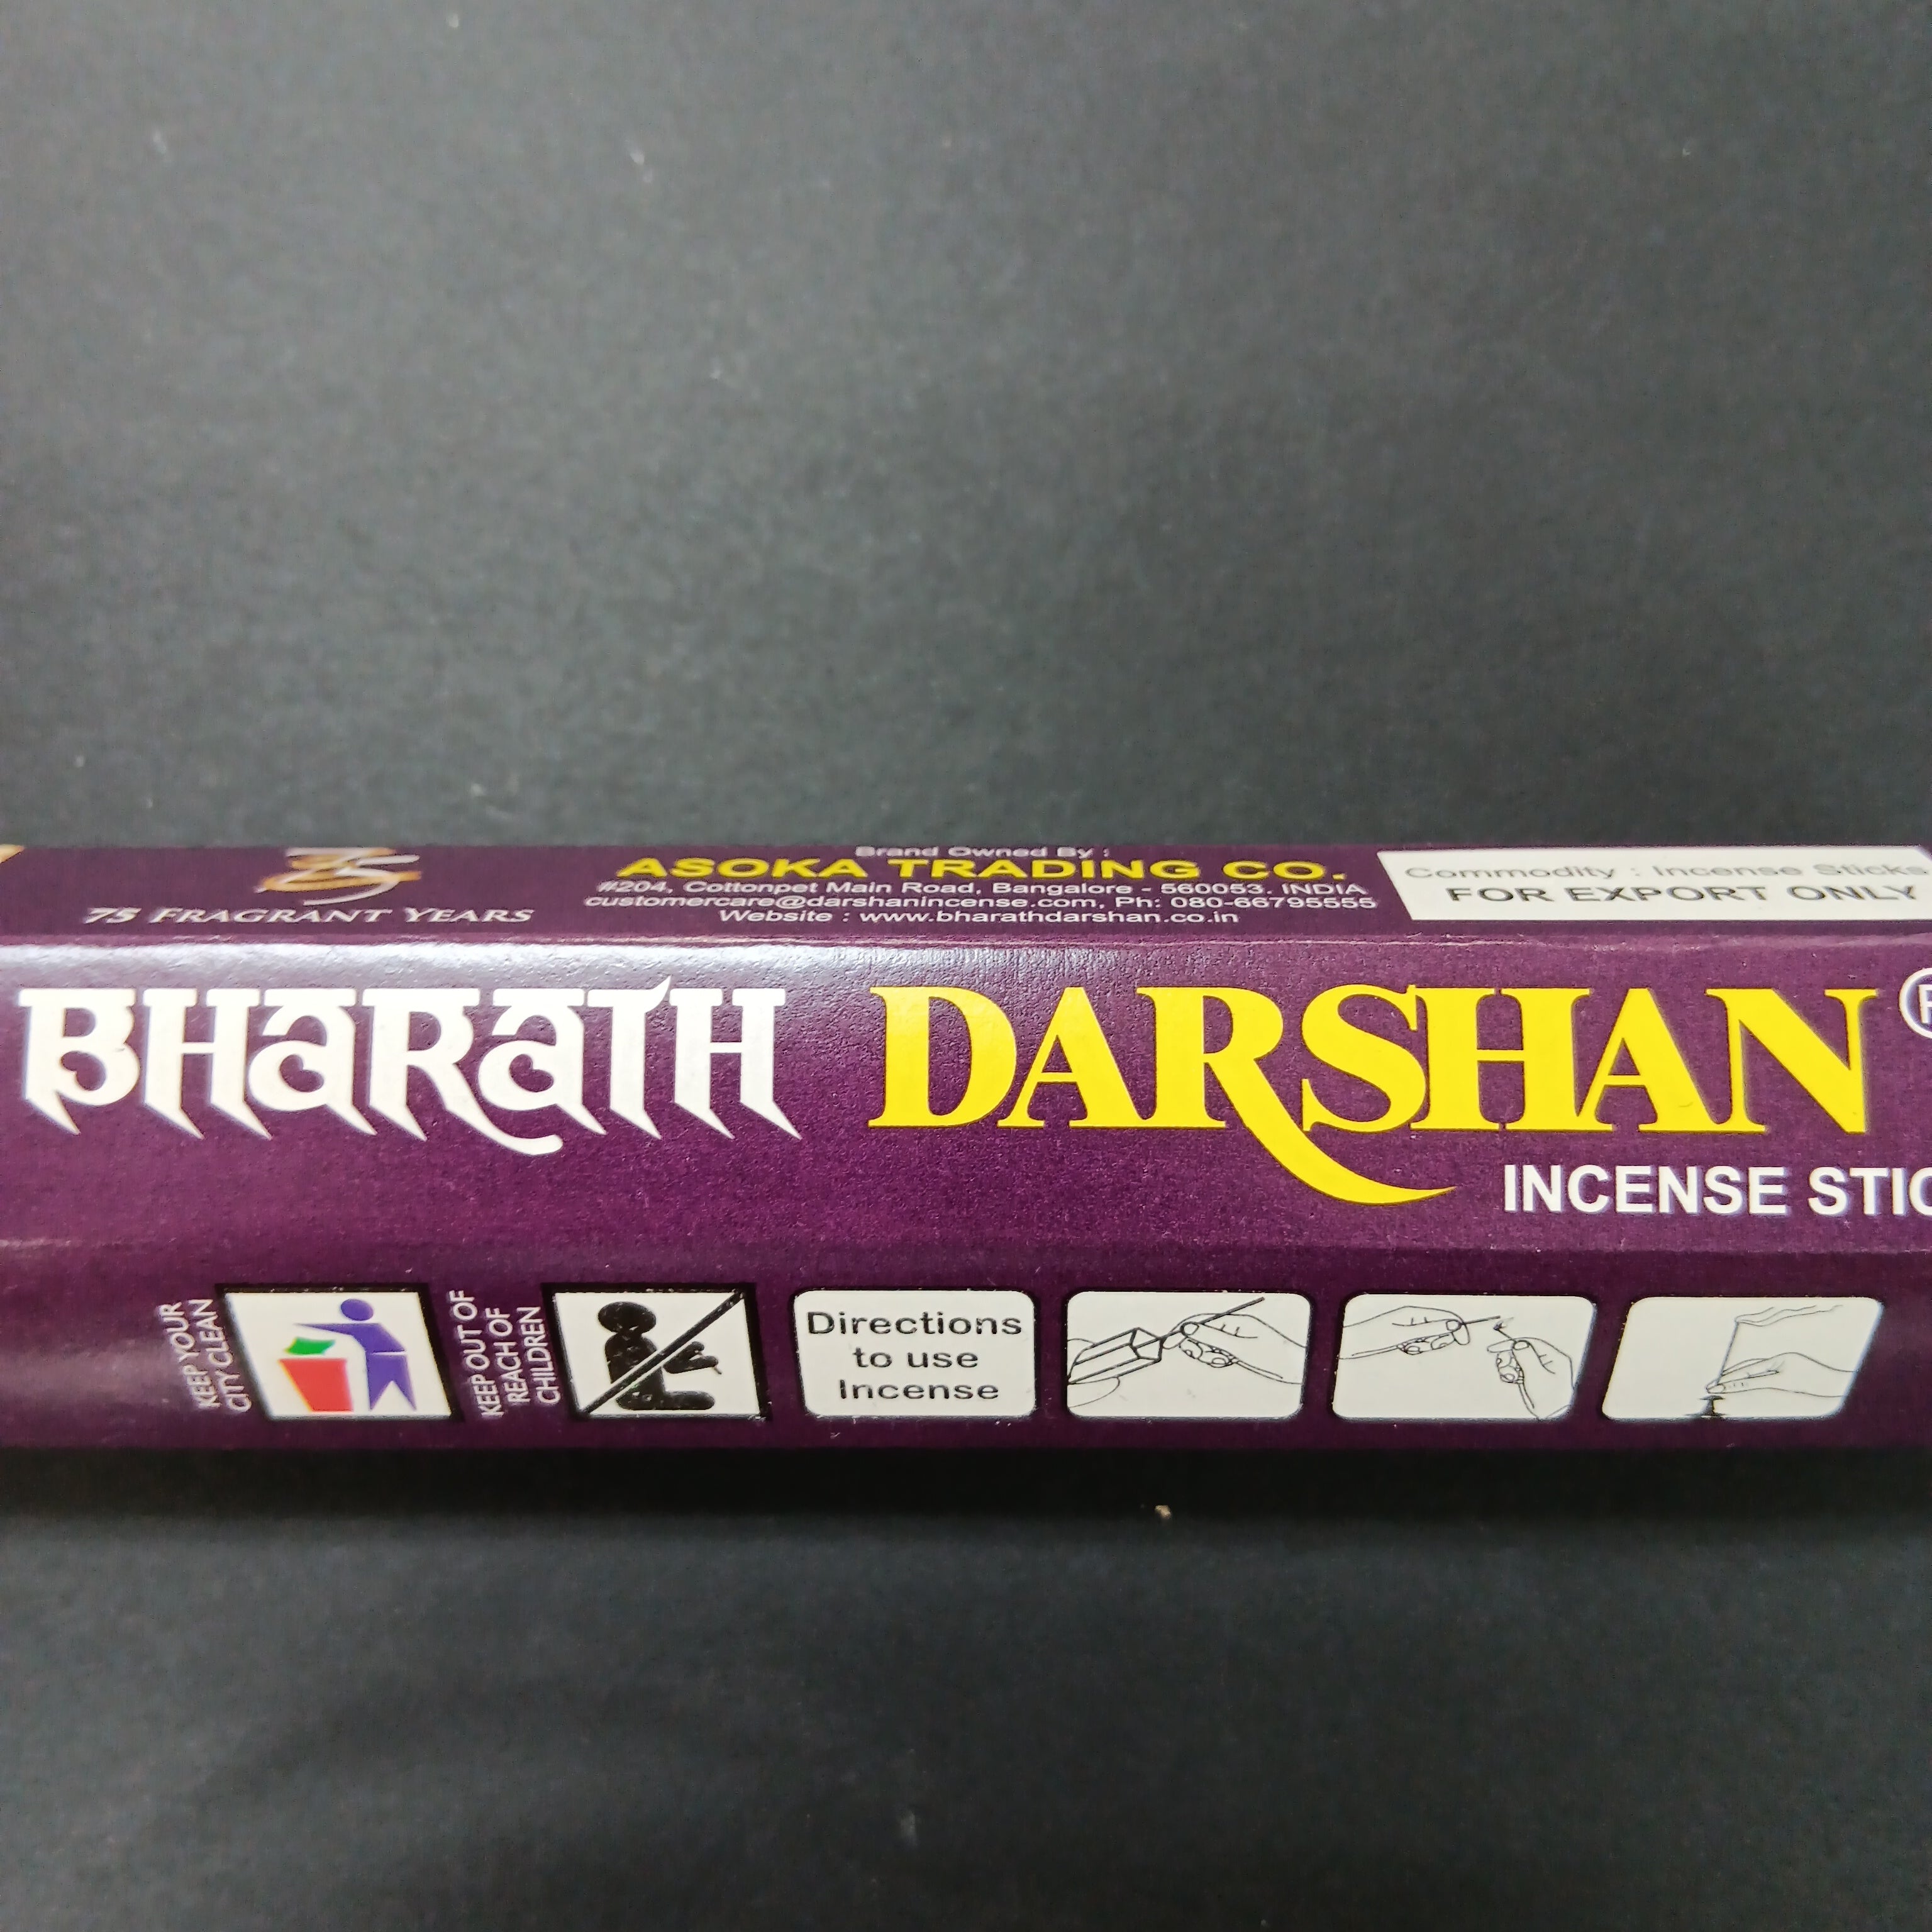 75
75 FRAGRANT YEARS
Brand Owned By :
ASOKA TRADING CO.
#204, Cottonpet Main Road, Bangalore - 560053. INDIA
customercare@darshanincense.com, Ph: 080-66795555
Website : www.bharathdarshan.co.in
Commodity : Incense Sticks
FOR EXPORT ONLY
BHARATH DARSHAN ®
INCENSE STIC
KEEP YOUR
CITY CLEAN
KEEP OUT OF
REACH OF
CHILDREN
Directions
to use
Incense